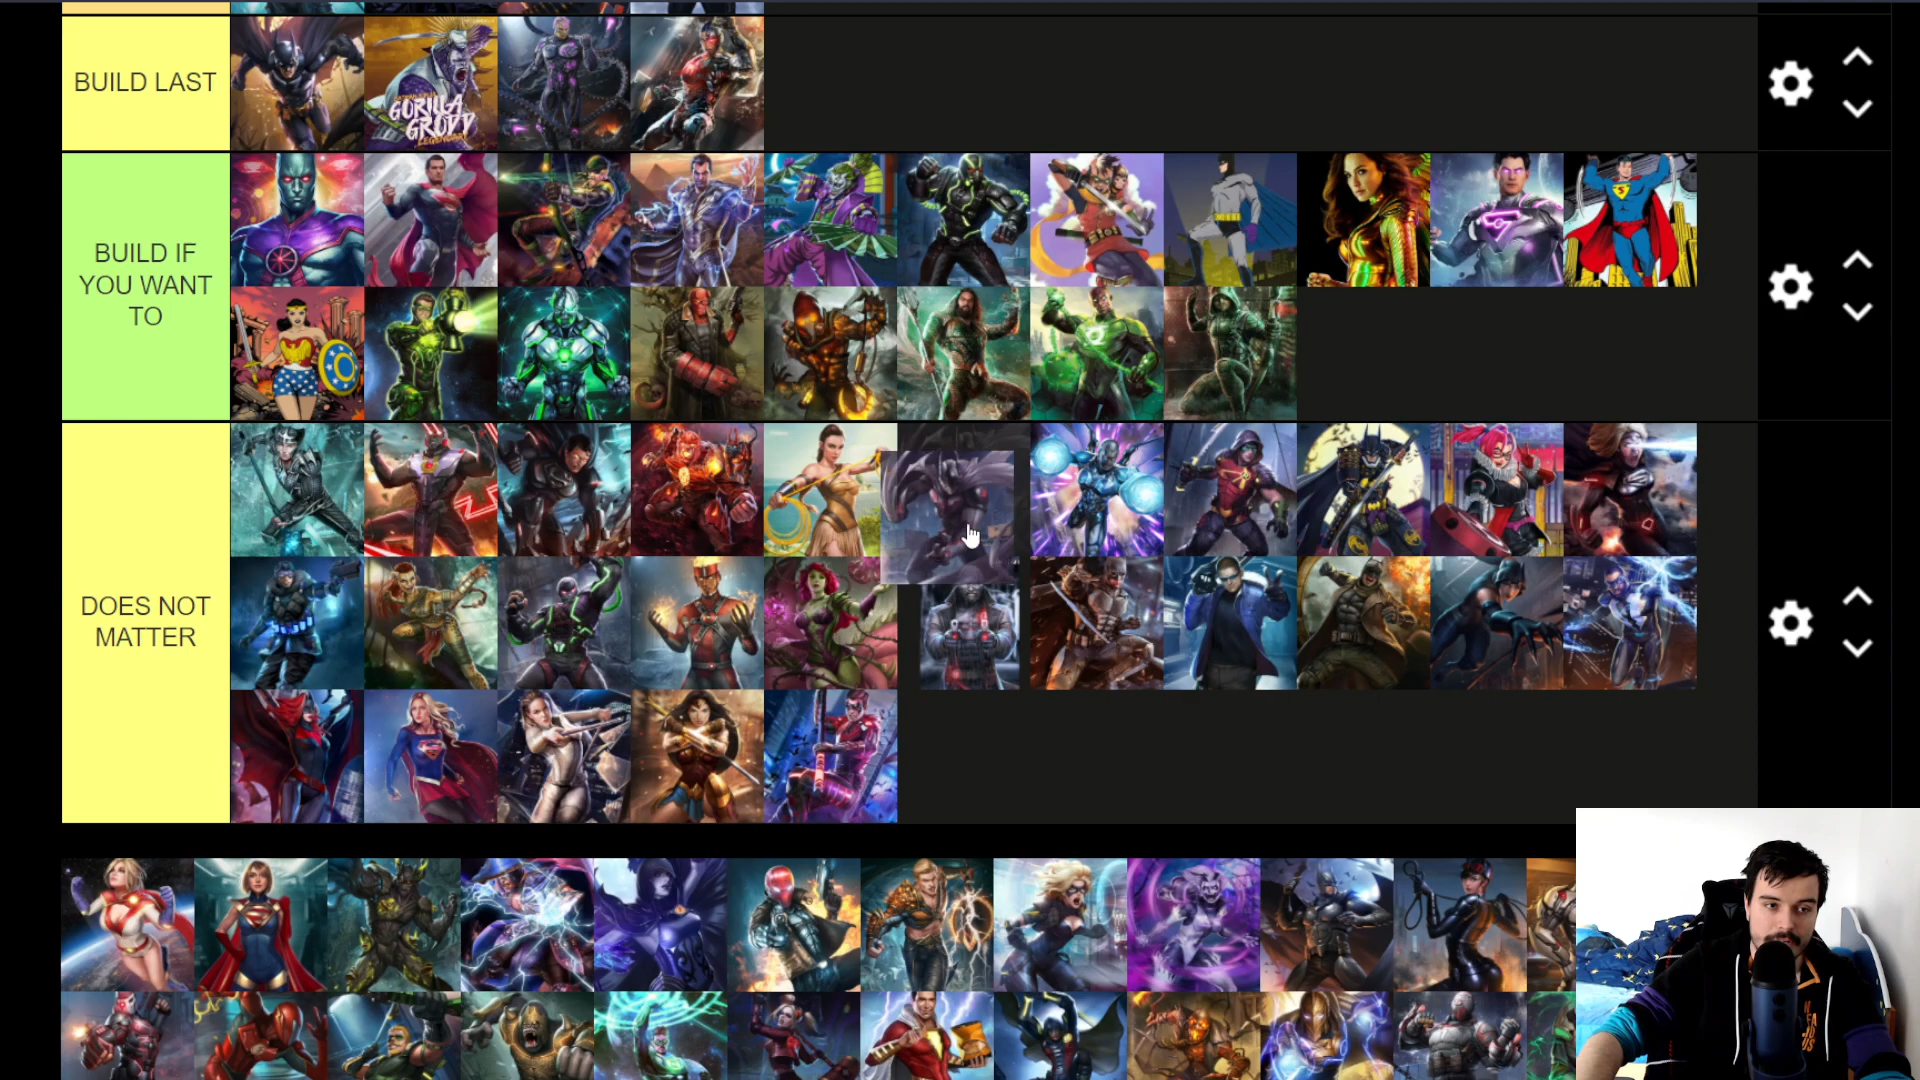 BUILD LAST
GORILLA
GRODD
BUILD IF
YOU WANT
TO
DOES NOT
MATTER